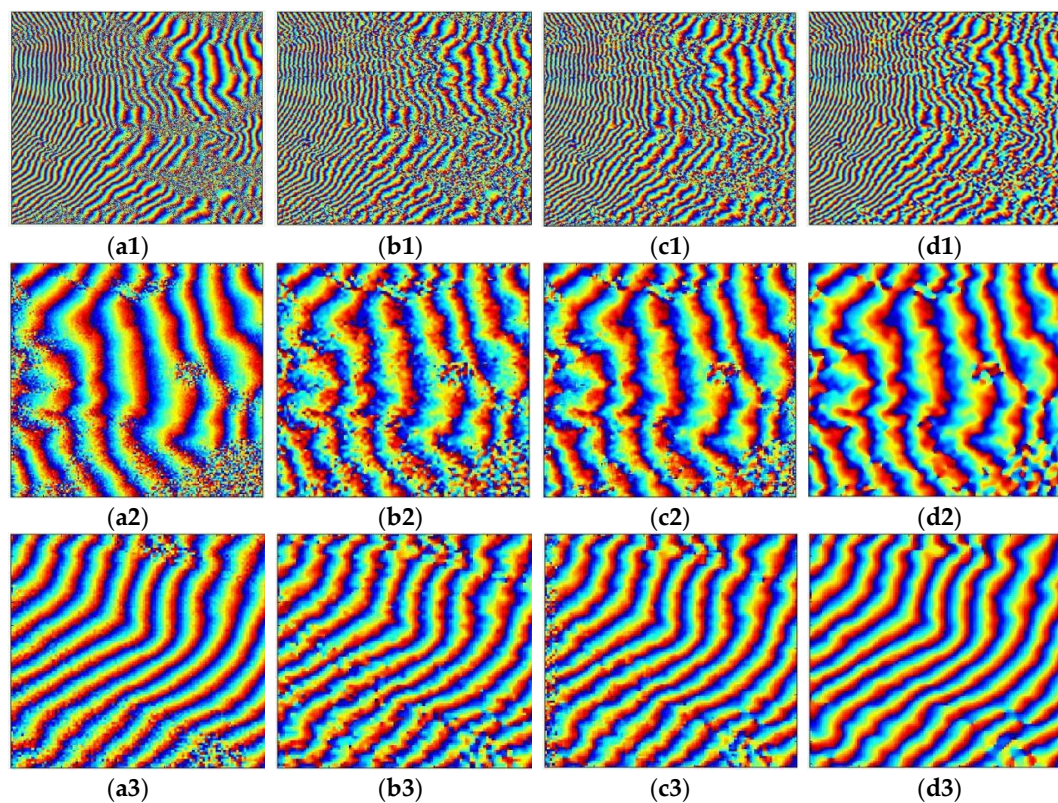 (a1) (b1) (c1) (d1)
(a2) (b2) (c2) (d2)
(a3) (b3) (c3) (d3)